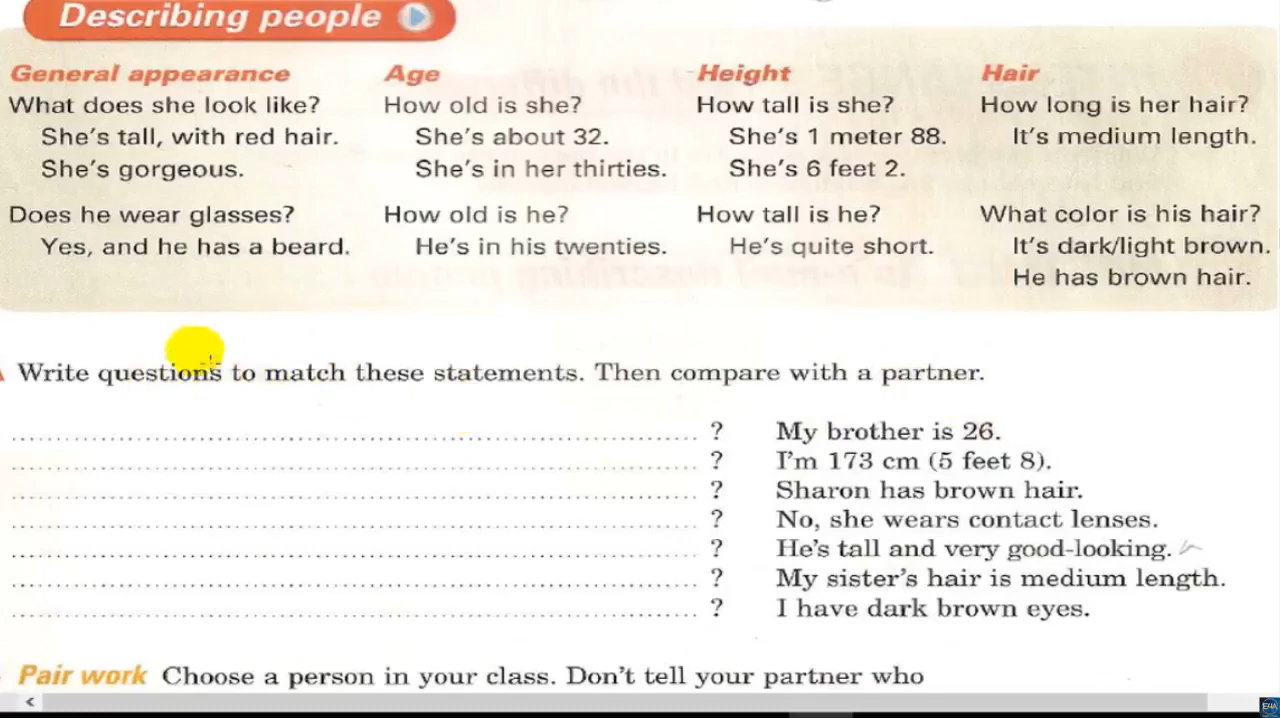 Describing people
General appearance
What does she look like?
She's tall, with red hair.
She's gorgeous.
Does he wear glasses?
Yes, and he has a beard.
Age
How old is she?
She's about 32.
She's in her thirties.
How old is he?
He's in his twenties.
Height
How tall is she?
She's 1 meter 88.
She's 6 feet 2.
How tall is he?
He's quite short.
Hair
How long is her hair?
It's medium length.
What color is his hair?
It's dark/light brown.
He has brown hair.
Write questions to match these statements. Then compare with a partner.
? My brother is 26.
? I'm 173 cm (5 feet 8).
? Sharon has brown hair.
? No, she wears contact lenses.
? He's tall and very good-looking.
? My sister's hair is medium length.
? I have dark brown eyes.
Pair work Choose a person in your class. Don't tell your partner who